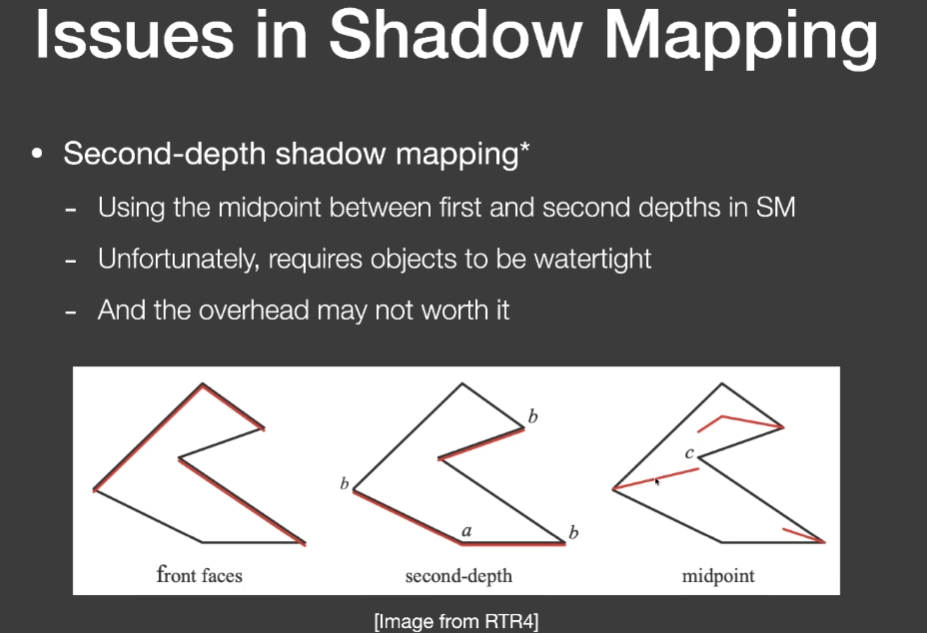 Issues in Shadow Mapping
• Second-depth shadow mapping*
- Using the midpoint between first and second depths in SM
- Unfortunately, requires objects to be watertight
- And the overhead may not worth it
b
c
b
a
b
front faces
second-depth
midpoint
[Image from RTR4]